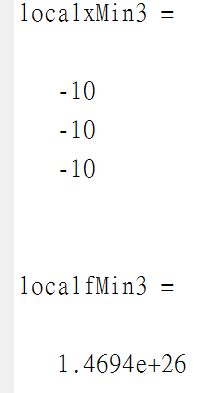 localxMin3 =
-10
-10
-10
localfMin3 =
1.4694e+26